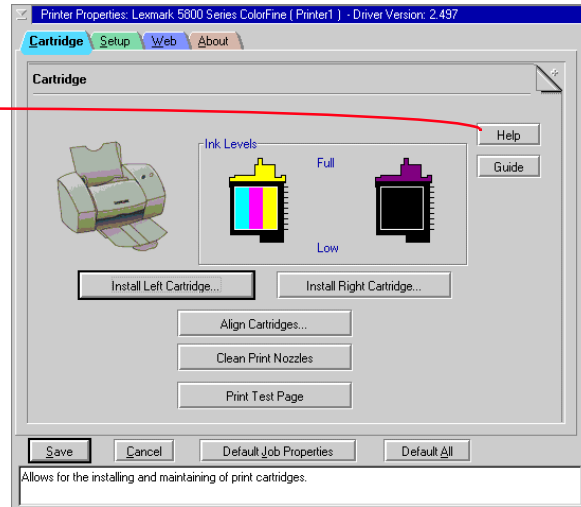 Printer Properties: Lexmark 5800 Series ColorFine ( Printer1 ) - Driver Version: 2.497
Cartridge Setup Web About
Cartridge
Help
Ink Levels
Full
Guide
Low
Install Left Cartridge... Install Right Cartridge...
Align Cartridges...
Clean Print Nozzles
Print Test Page
Save Cancel Default Job Properties Default All
Allows for the installing and maintaining of print cartridges.